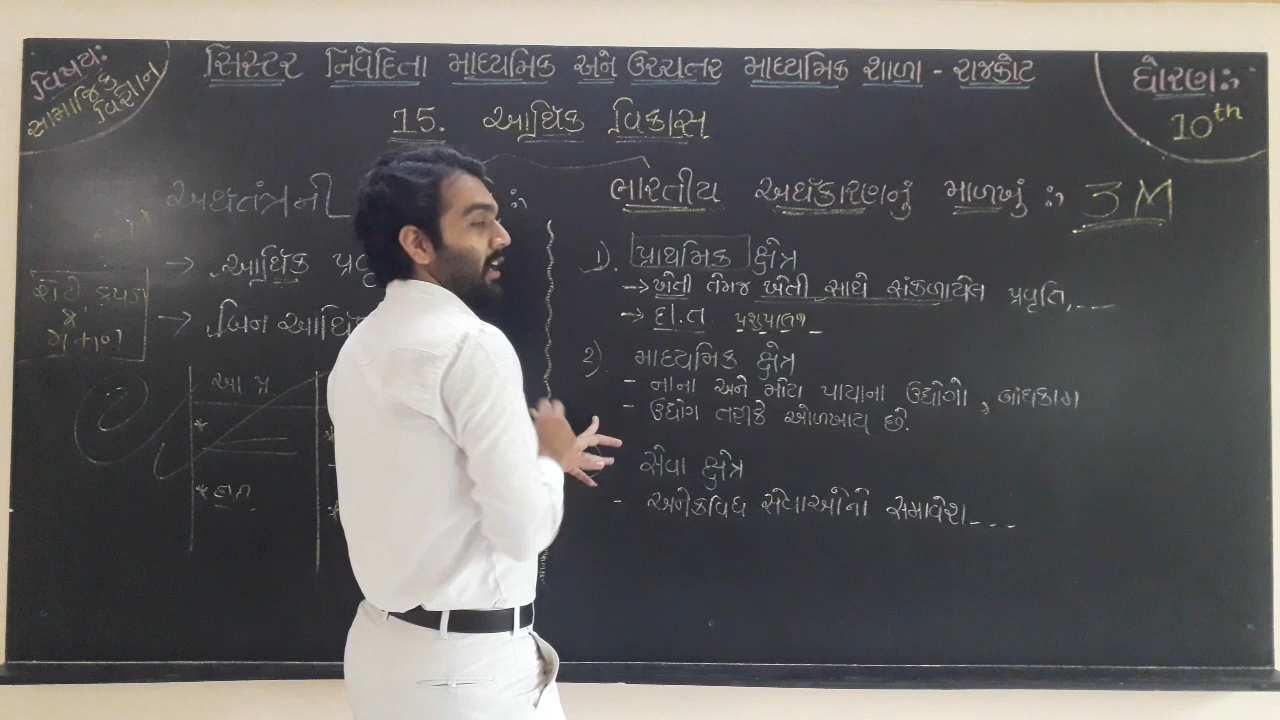 વિષય:
સામાજિક
વિજ્ઞાન
સિસ્ટર નિવેદિતા માધ્યમિક અને ઉચ્ચતર માધ્યમિક શાળા - રાજકોટ
ધોરણ :-
10th
15. આર્થિક વિકાસ
અર્થતંત્રની
→ આર્થિક પ્રવૃ
→ બિન આર્થિ
આ પ્ર
*
*
ભારતીય અર્થકારણનું માળખું :- 3 M
1). પ્રાથમિક ક્ષેત્ર
→ ખેતી તેમજ ખેતી સાથે સંકળાયેલ પ્રવૃતિ,---
→ દા.ત પશુપાલન
2) માધ્યમિક ક્ષેત્ર
- નાના અને મોટા પાયાના ઉદ્યોગો, બાંધકામ
- ઉદ્યોગ તરીકે ઓળખાય છે.
સેવા ક્ષેત્ર
- અનેકવિધ સેવાઓનો સમાવેશ---